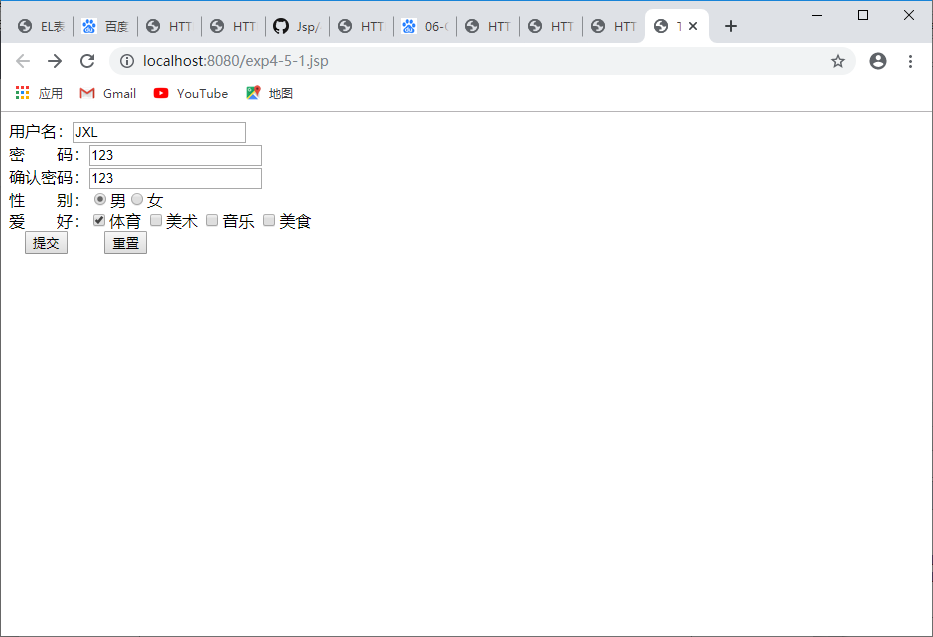 EL表 百度 HTT HTT Jsp/ HTT 06- HTT HTT HTT T
localhost:8080/exp4-5-1.jsp
应用 Gmail YouTube 地图
用户名：JXL
密　　码：123
确认密码：123
性　　别：男 女
爱　　好：体育 美术 音乐 美食
提交 重置